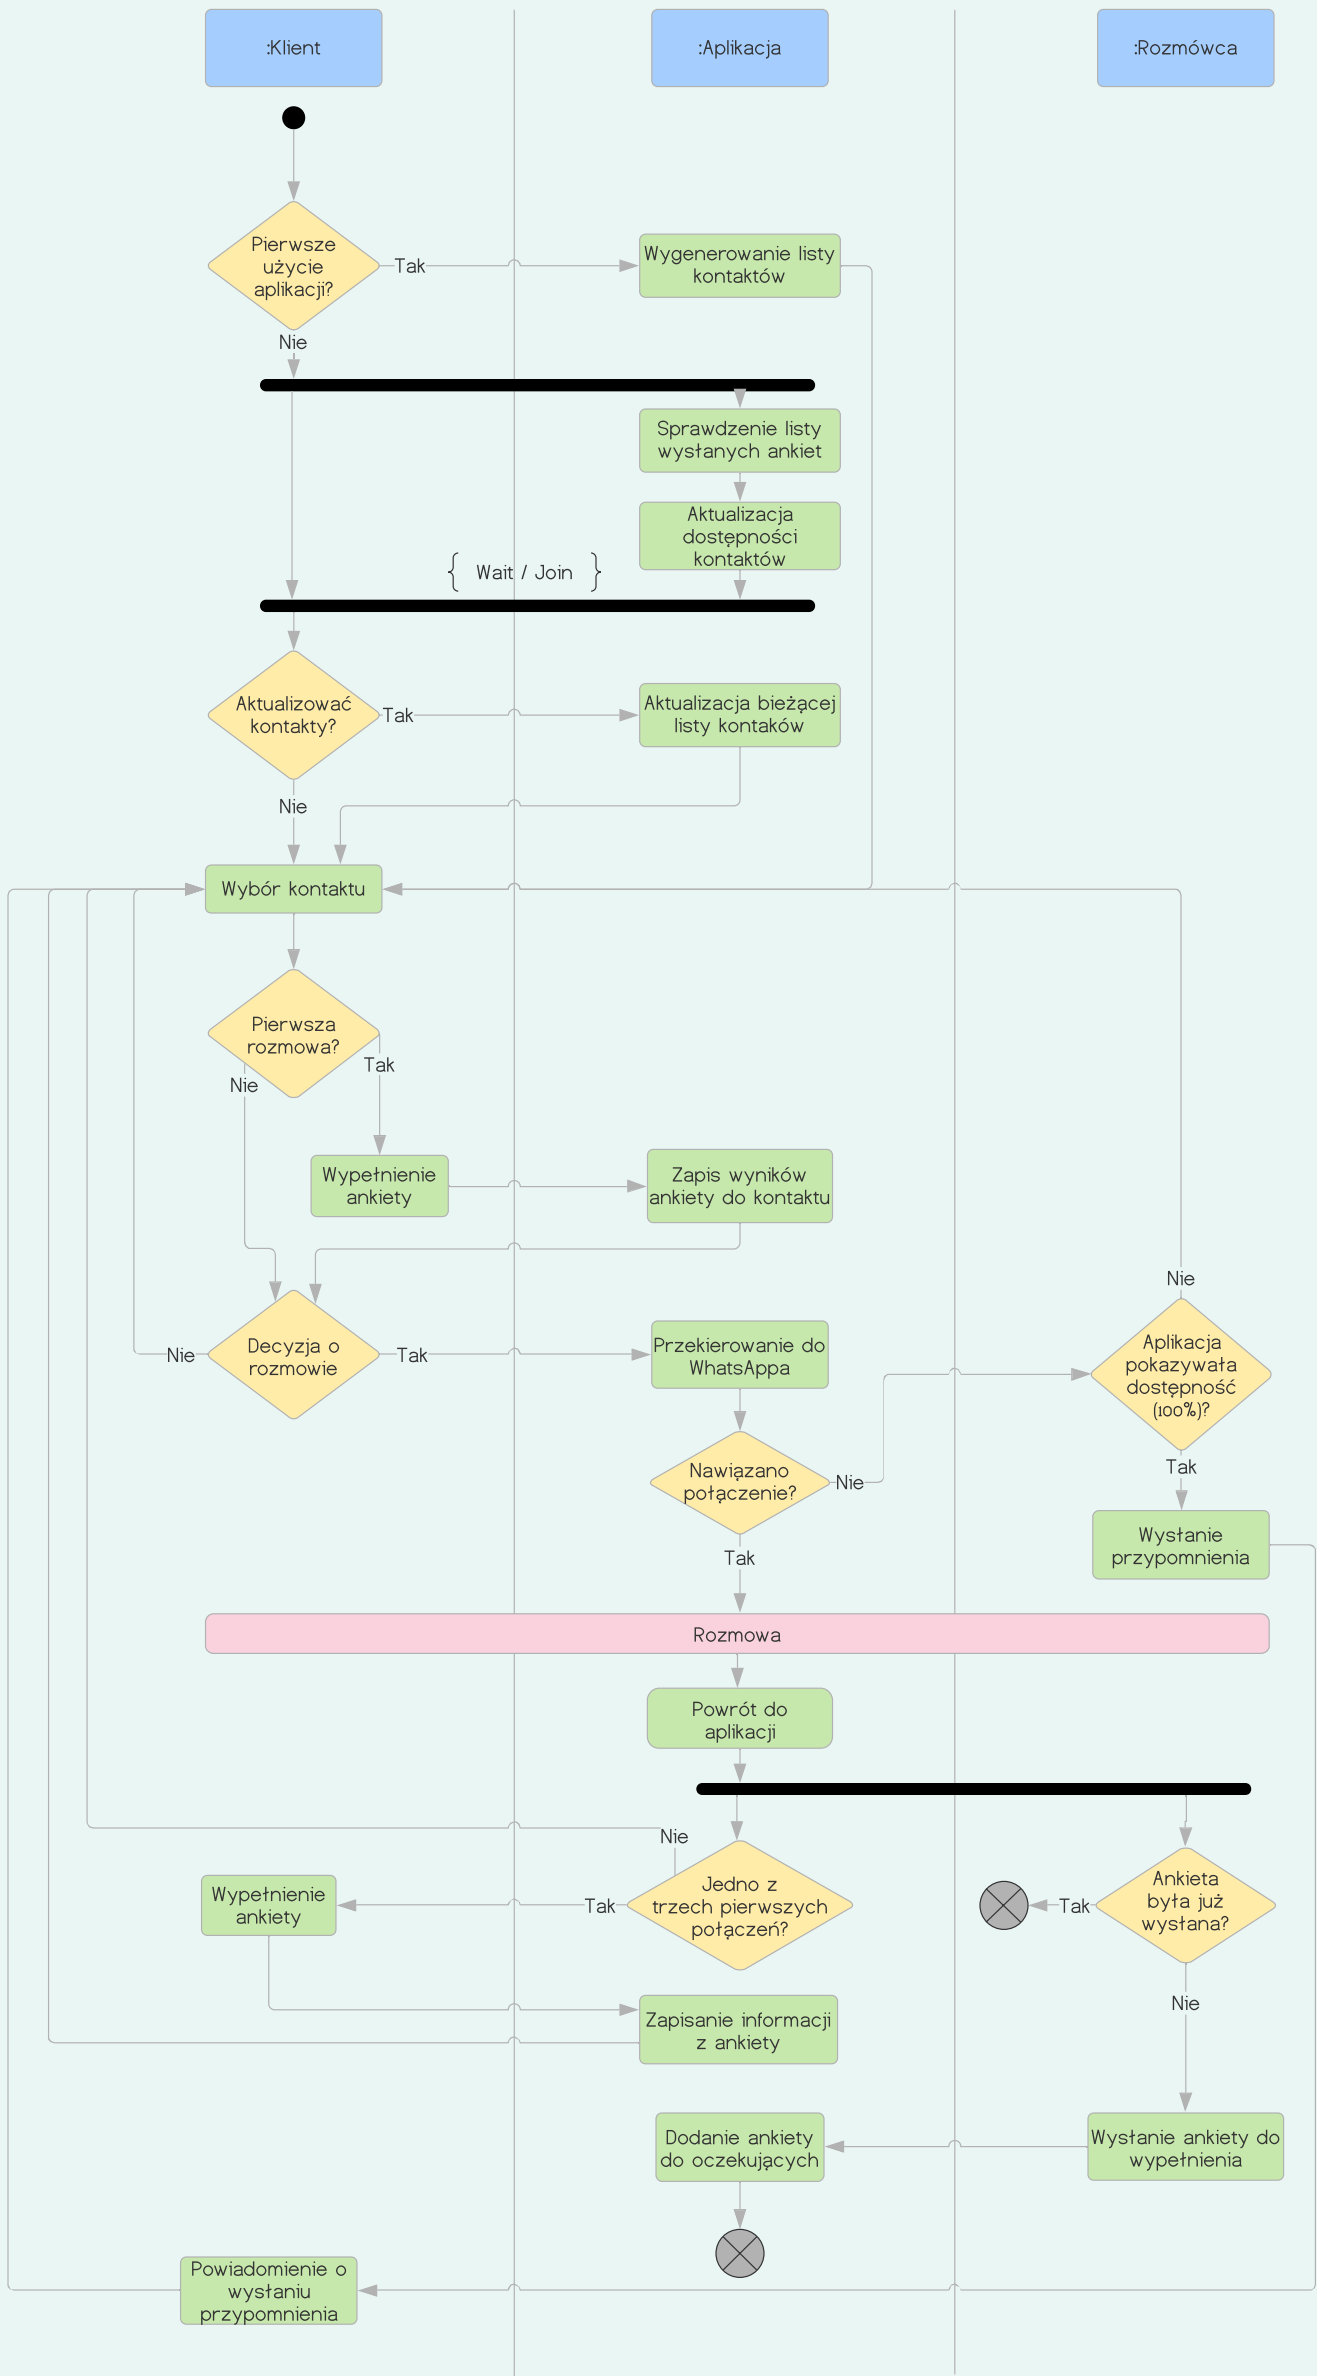 :Klient
:Aplikacja
:Rozmówca
Pierwsze
użycie
aplikacji?
Tak
Wygenerowanie listy
kontaktów
Nie
Sprawdzenie listy
wysłanych ankiet
Aktualizacja
dostępności
kontaktów
{ Wait / Join }
Aktualizować
kontakty?
Tak
Aktualizacja bieżącej
listy kontaków
Nie
Wybór kontaktu
Pierwsza
rozmowa?
Tak
Nie
Wypełnienie
ankiety
Zapis wyników
ankiety do kontaktu
Nie
Aplikacja
pokazywała
dostępność
(100%)?
Decyzja o
rozmowie
Nie
Tak
Przekierowanie do
WhatsAppa
Nawiązano
połączenie?
Nie
Tak
Wysłanie
przypomnienia
Tak
Rozmowa
Powrót do
aplikacji
Nie
Jedno z
trzech pierwszych
połączeń?
Tak
Wypełnienie
ankiety
Ankieta
była już
wysłana?
Tak
Nie
Zapisanie informacji
z ankiety
Dodanie ankiety
do oczekujących
Wysłanie ankiety do
wypełnienia
Powiadomienie o
wysłaniu
przypomnienia